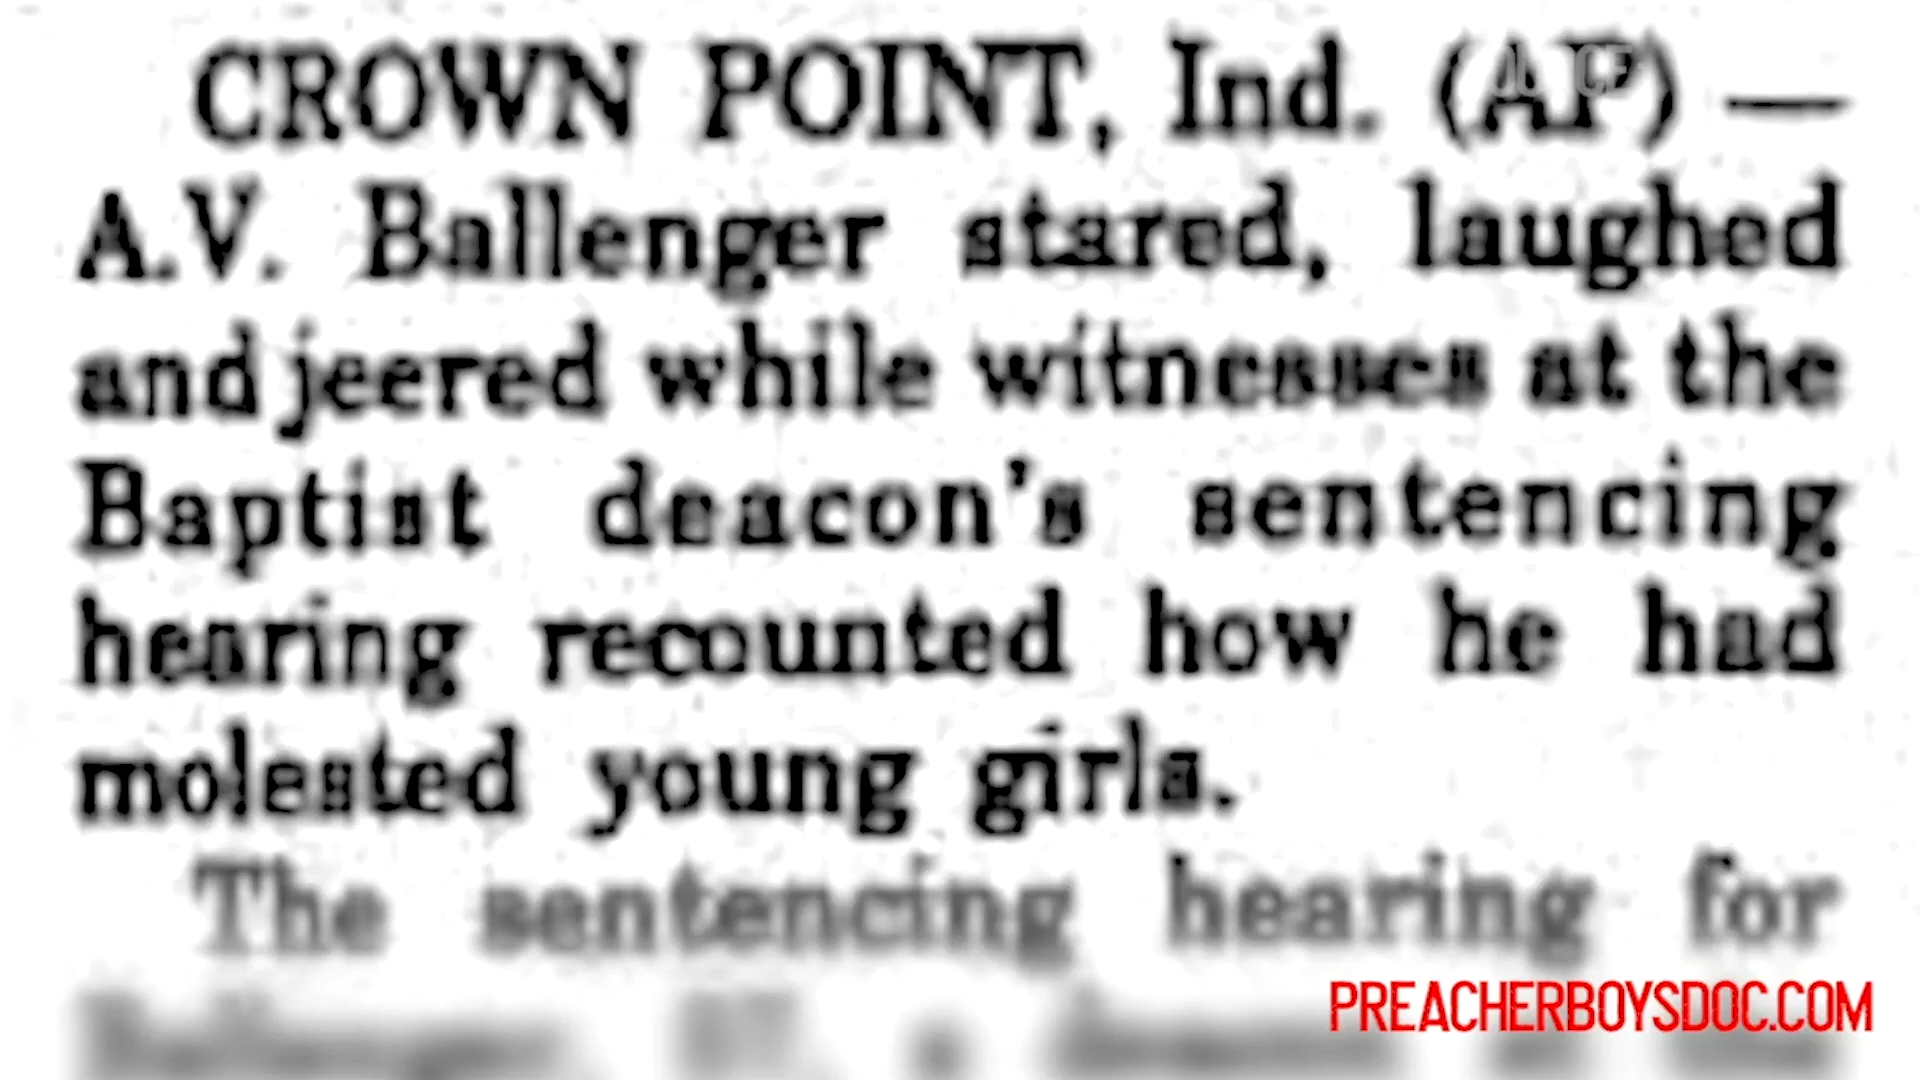 CROWN POINT, Ind. (AP) —
A.V. Ballenger stared, laughed
and jeered while witnesses at the
Baptist deacon's sentencing
hearing recounted how he had
molested young girls.
The sentencing hearing for
Ballenger,
PREACHERBOYSDOC.COM